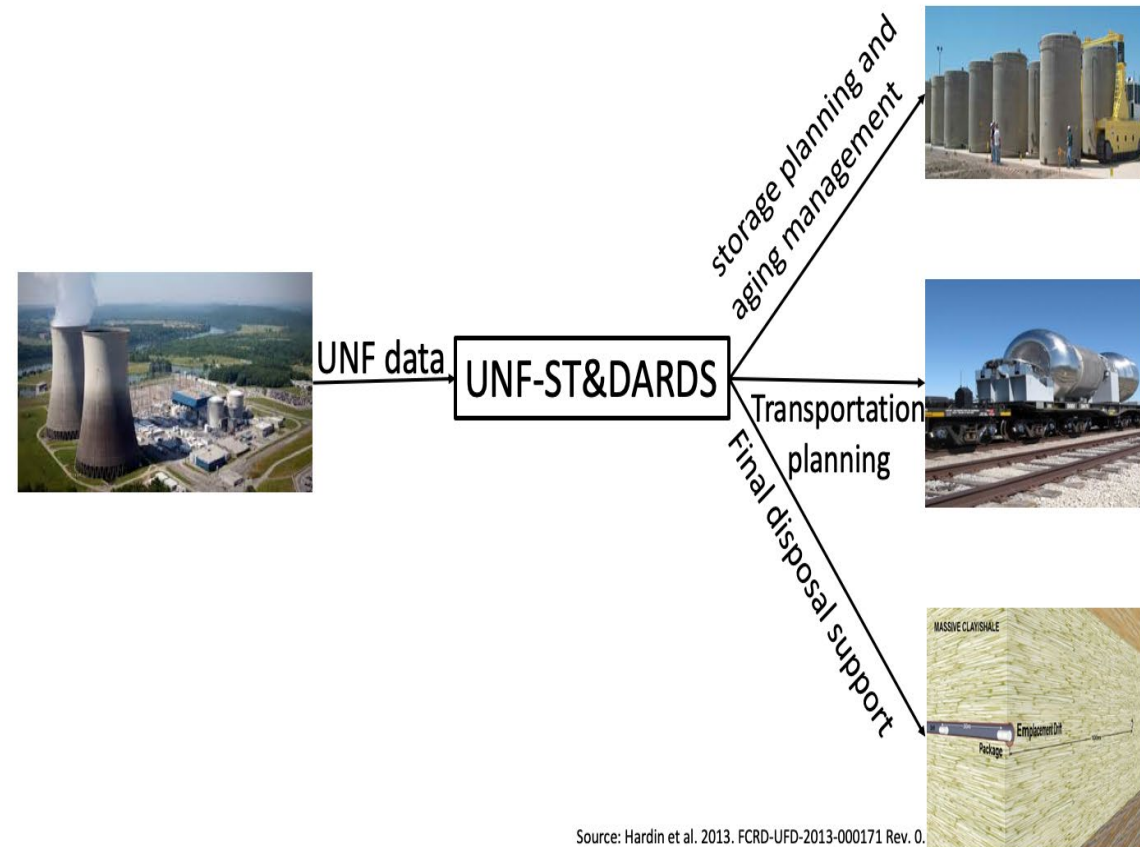 storage planning and
aging management
UNF data
UNF-ST&DARDS
Transportation
planning
Final disposal support
MASSIVE CLAY/SHALE
Emplacement Drift
Package
Source: Hardin et al. 2013. FCRD-UFD-2013-000171 Rev. 0.